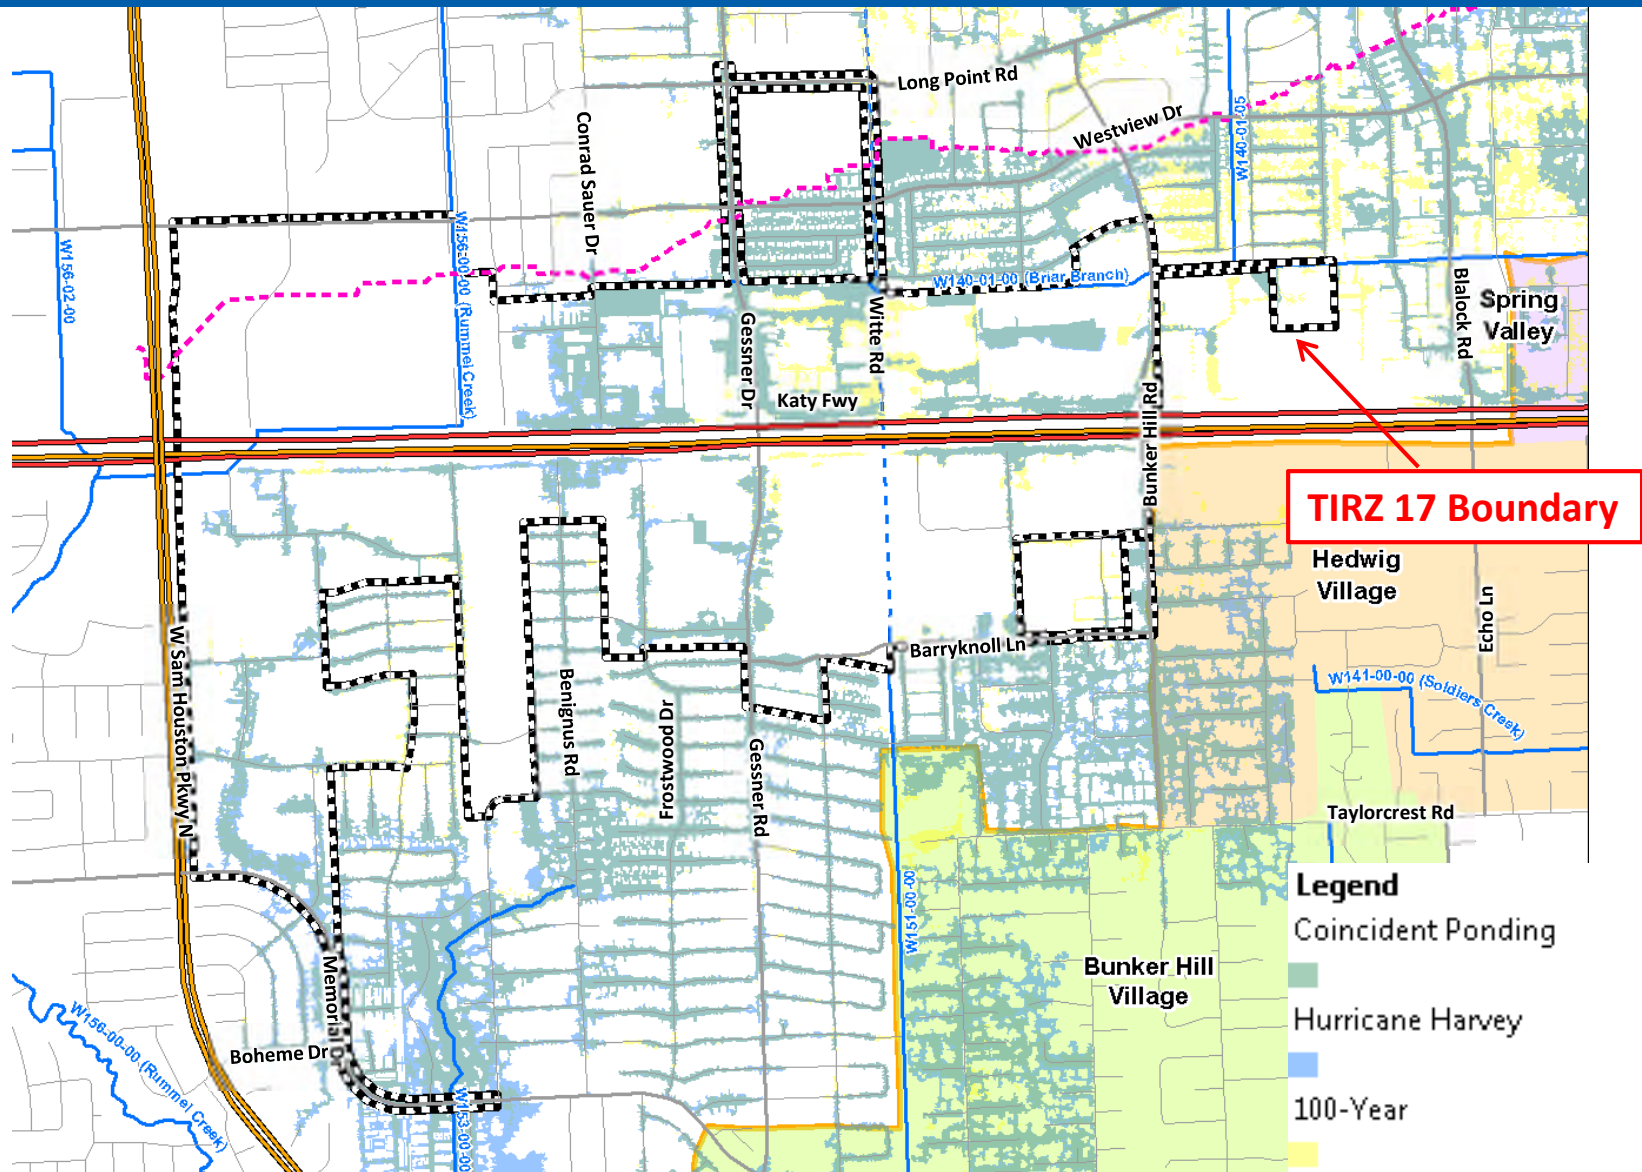 Long Point Rd
Westview Dr
Conrad Sauer Dr
W140-01-05
W156-02-00
W156-00-00 (Rummel Creek)
W140-01-00 (Briar Branch)
Witte Rd
Gessner Dr
Blalock Rd
Spring
Valley
Katy Fwy
Bunker Hill Rd
TIRZ 17 Boundary
Hedwig
Village
Echo Ln
W Sam Houston Pkwy N
Barryknoll Ln
Benignus Rd
Frostwood Dr
Gessner Rd
W141-00-00 (Soldiers Creek)
Taylorcrest Rd
W151-00-00
Bunker Hill
Village
Memorial Dr
Boheme Dr
W156-00-00 (Rummel Creek)
W153-00-00
Legend
Coincident Ponding
Hurricane Harvey
100-Year